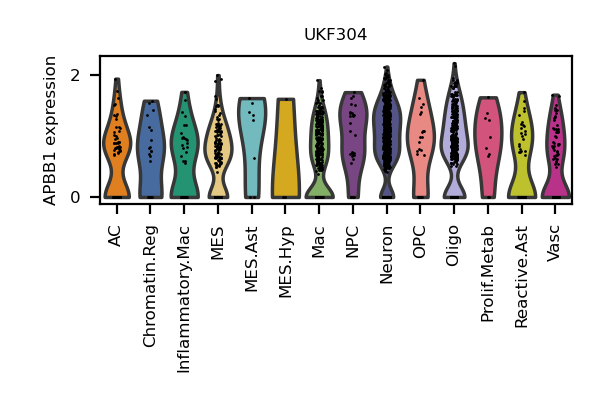 UKF304
APBB1 expression
2
0
AC
Chromatin.Reg
Inflammatory.Mac
MES
MES.Ast
MES.Hyp
Mac
NPC
Neuron
OPC
Oligo
Prolif.Metab
Reactive.Ast
Vasc